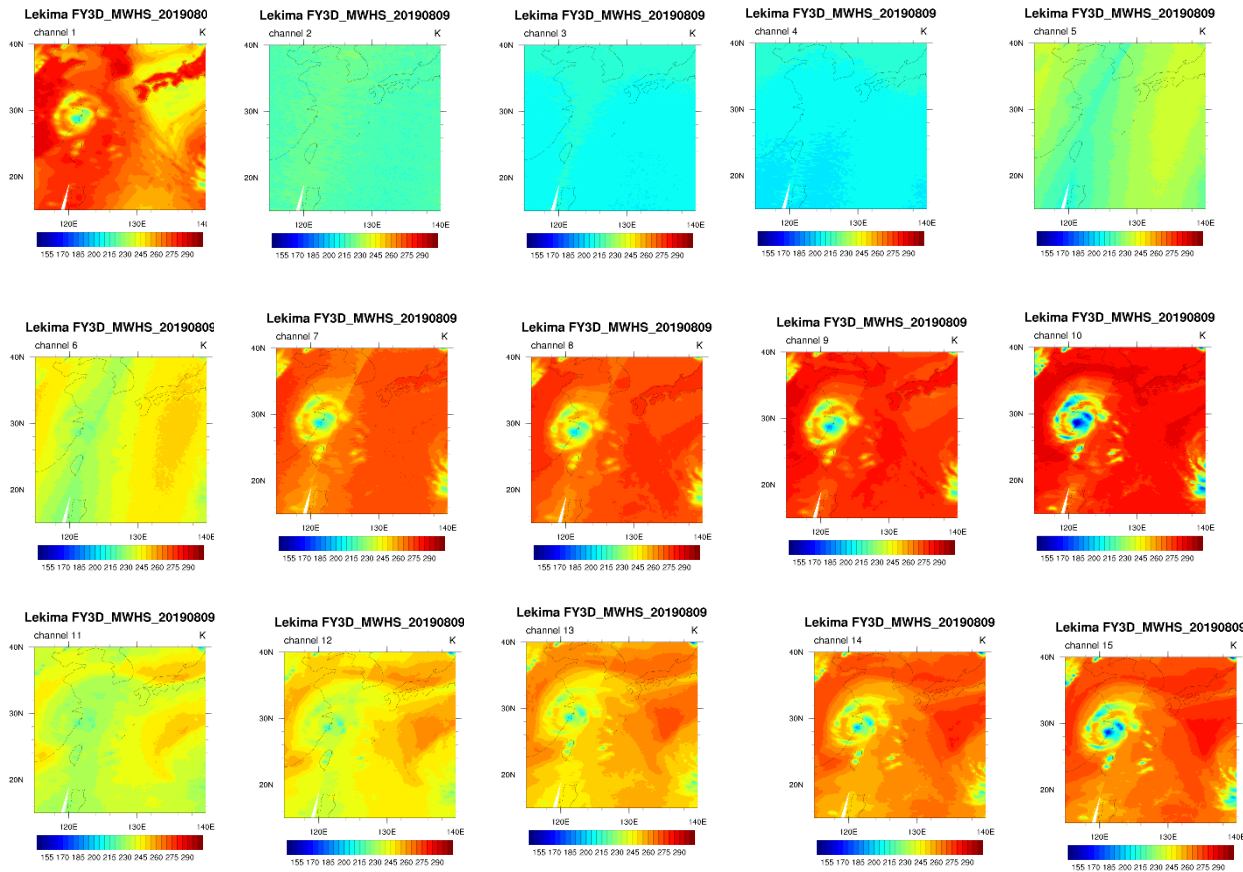 Lekima FY3D_MWHS_2019080
channel 1
K
40N
30N
20N
120E
130E
140E
155 170 185 200 215 230 245 260 275 290
Lekima FY3D_MWHS_20190809
channel 2
K
40N
30N
20N
120E
130E
140E
155 170 185 200 215 230 245 260 275 290
Lekima FY3D_MWHS_20190809
channel 3
K
40N
30N
20N
120E
130E
140E
155 170 185 200 215 230 245 260 275 290
Lekima FY3D_MWHS_20190809
channel 4
K
40N
30N
20N
120E
130E
140E
155 170 185 200 215 230 245 260 275 290
Lekima FY3D_MWHS_20190809
channel 5
K
40N
30N
20N
120E
130E
140E
155 170 185 200 215 230 245 260 275 290
Lekima FY3D_MWHS_20190809
channel 6
K
40N
30N
20N
120E
130E
140E
155 170 185 200 215 230 245 260 275 290
Lekima FY3D_MWHS_20190809
channel 7
K
40N
30N
20N
120E
130E
140E
155 170 185 200 215 230 245 260 275 290
Lekima FY3D_MWHS_20190809
channel 8
K
40N
30N
20N
120E
130E
140E
155 170 185 200 215 230 245 260 275 290
Lekima FY3D_MWHS_20190809
channel 9
K
40N
30N
20N
120E
130E
140E
155 170 185 200 215 230 245 260 275 290
Lekima FY3D_MWHS_20190809
channel 10
K
40N
30N
20N
120E
130E
140E
155 170 185 200 215 230 245 260 275 290
Lekima FY3D_MWHS_20190809
channel 11
K
40N
30N
20N
120E
130E
140E
155 170 185 200 215 230 245 260 275 290
Lekima FY3D_MWHS_20190809
channel 12
K
40N
30N
20N
120E
130E
140E
155 170 185 200 215 230 245 260 275 290
Lekima FY3D_MWHS_20190809
channel 13
K
40N
30N
20N
120E
130E
140E
155 170 185 200 215 230 245 260 275 290
Lekima FY3D_MWHS_20190809
channel 14
K
40N
30N
20N
120E
130E
140E
155 170 185 200 215 230 245 260 275 290
Lekima FY3D_MWHS_20190809
channel 15
K
40N
30N
20N
120E
130E
140E
155 170 185 200 215 230 245 260 275 290